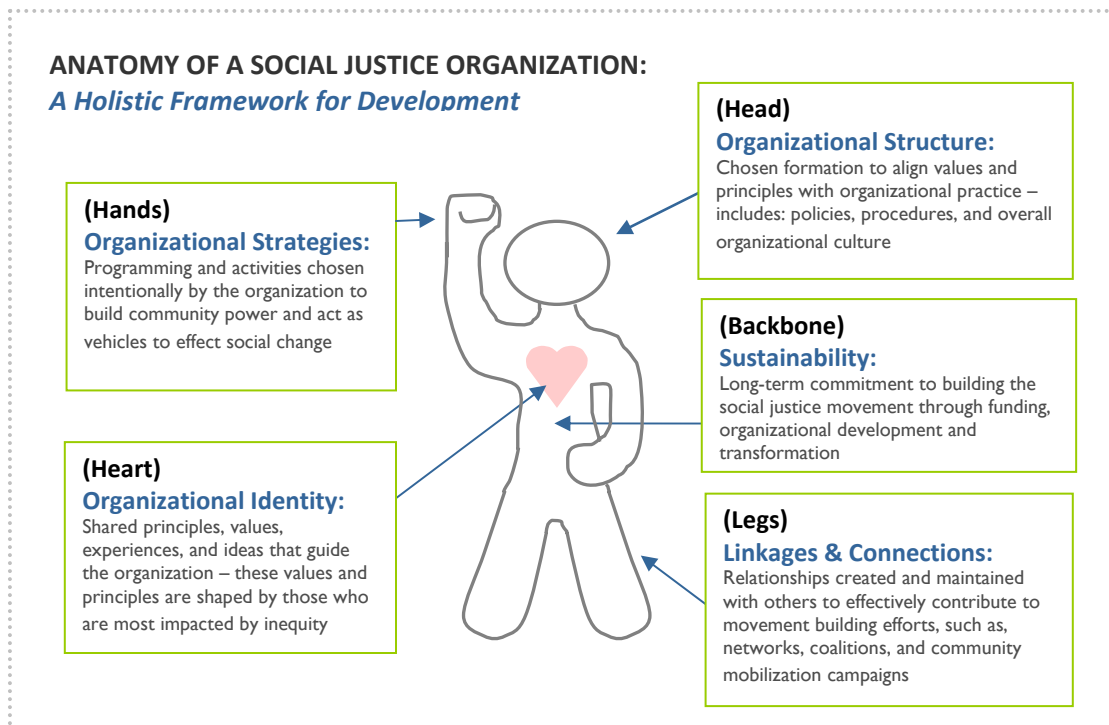 ANATOMY OF A SOCIAL JUSTICE ORGANIZATION:
A Holistic Framework for Development
(Hands)
Organizational Strategies:
Programming and activities chosen
intentionally by the organization to
build community power and act as
vehicles to effect social change
(Heart)
Organizational Identity:
Shared principles, values,
experiences, and ideas that guide
the organization – these values and
principles are shaped by those who
are most impacted by inequity
(Head)
Organizational Structure:
Chosen formation to align values and
principles with organizational practice –
includes: policies, procedures, and overall
organizational culture
(Backbone)
Sustainability:
Long-term commitment to building the
social justice movement through funding,
organizational development and
transformation
(Legs)
Linkages & Connections:
Relationships created and maintained
with others to effectively contribute to
movement building efforts, such as,
networks, coalitions, and community
mobilization campaigns